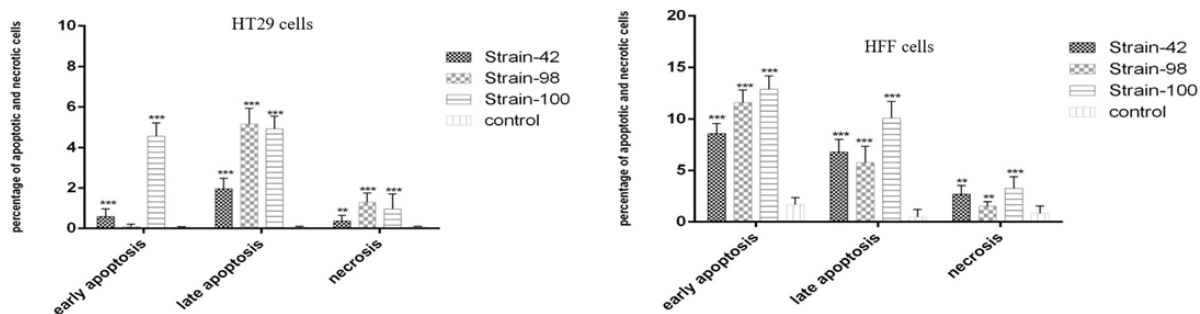 HT29 cells
percentage of apoptotic and necrotic cells
10
8
6
4
2
0
***
***
***
***
***
**
***
***
early apoptosis
late apoptosis
necrosis
Strain-42
Strain-98
Strain-100
control
HFF cells
percentage of apoptotic and necrotic cells
20
15
10
5
0
***
***
***
***
***
***
**
**
***
early apoptosis
late apoptosis
necrosis
Strain-42
Strain-98
Strain-100
control